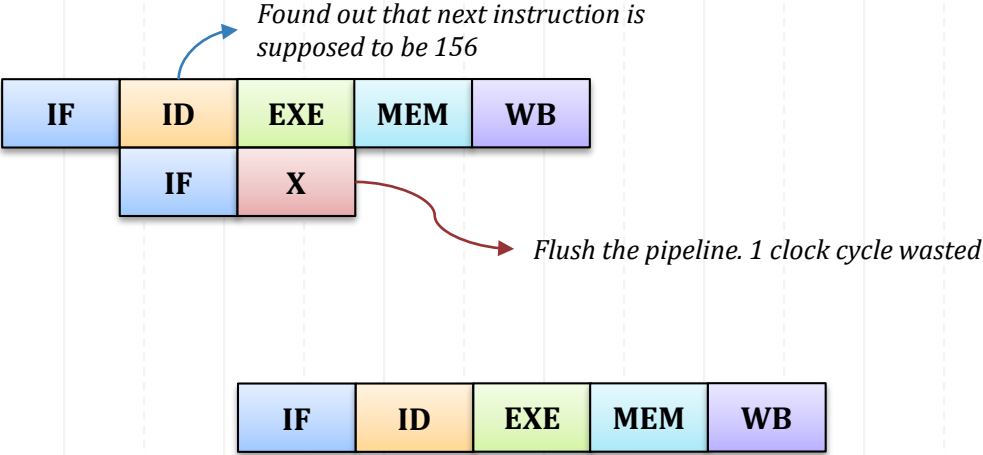 Found out that next instruction is
supposed to be 156
IF ID EXE MEM WB
IF X
Flush the pipeline. 1 clock cycle wasted
IF ID EXE MEM WB